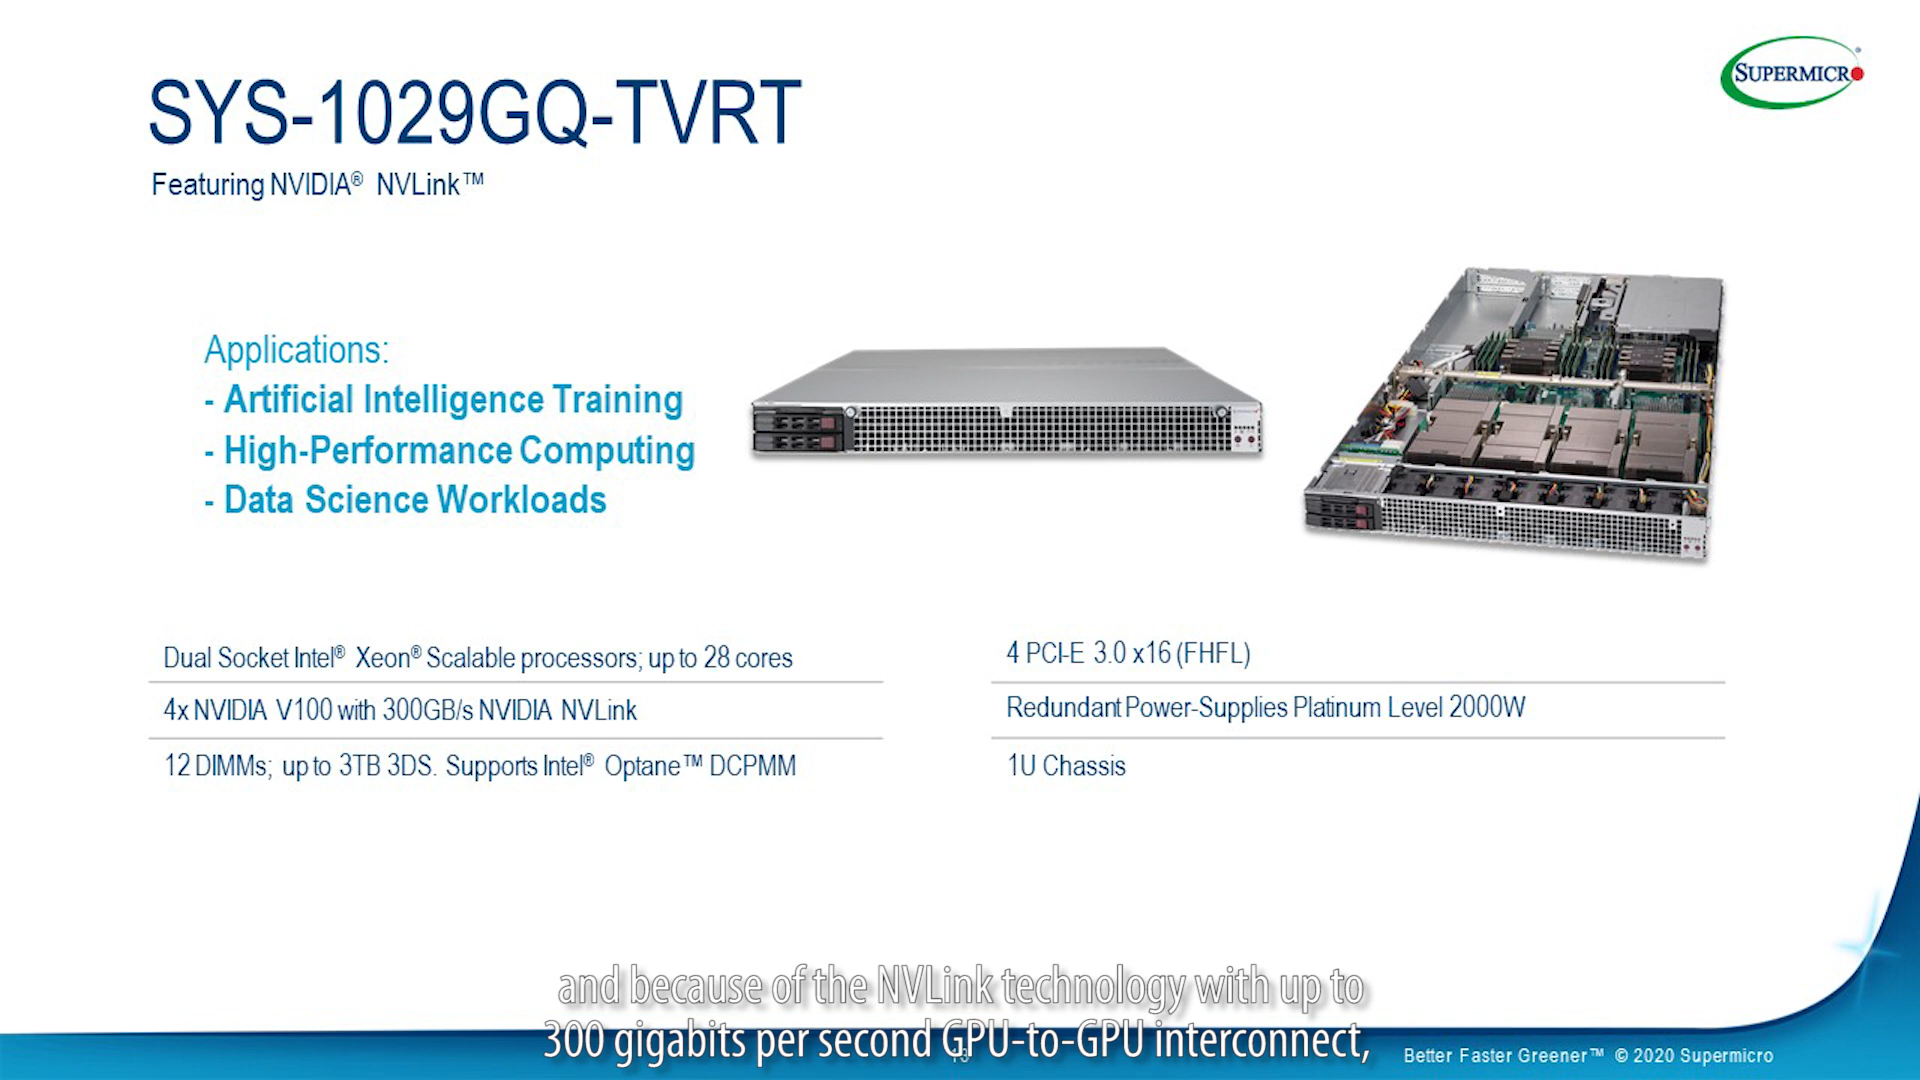 SUPERMICRO
SYS-1029GQ-TVRT
Featuring NVIDIA® NVLink™
Applications:
- Artificial Intelligence Training
- High-Performance Computing
- Data Science Workloads
Dual Socket Intel® Xeon® Scalable processors; up to 28 cores
4x NVIDIA V100 with 300GB/s NVIDIA NVLink
12 DIMMs; up to 3TB 3DS. Supports Intel® Optane™ DCPMM
4 PCI-E 3.0 x16 (FHFL)
Redundant Power-Supplies Platinum Level 2000W
1U Chassis
and because of the NVLink technology with up to
300 gigabits per second GPU-to-GPU interconnect,
Better Faster Greener™ © 2020 Supermicro